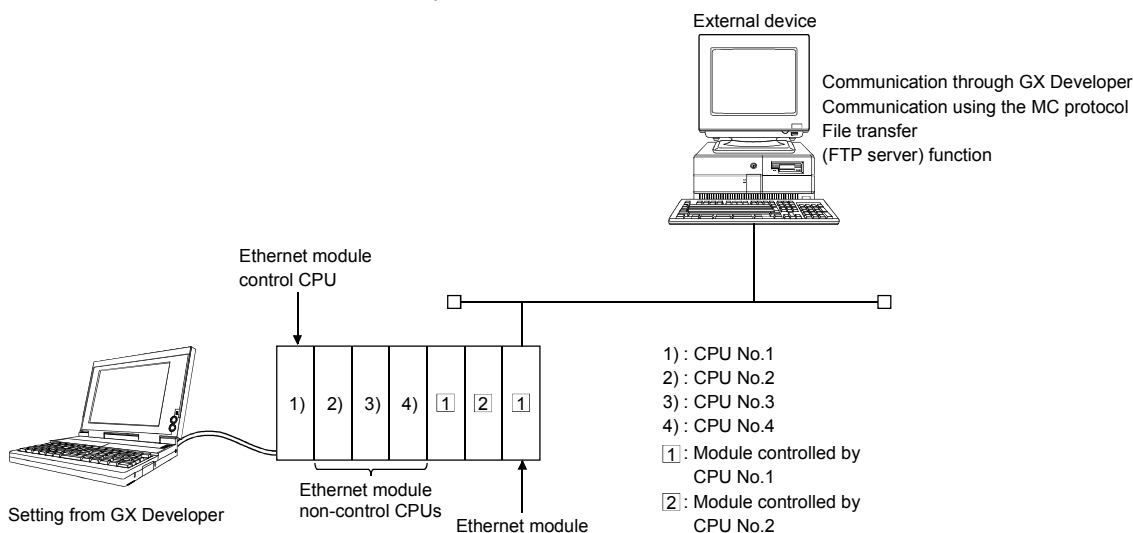 External device
Communication through GX Developer
Communication using the MC protocol
File transfer
(FTP server) function
Ethernet module
control CPU
1) 2) 3) 4) 1 2 1
Setting from GX Developer
Ethernet module
non-control CPUs
Ethernet module
1) : CPU No.1
2) : CPU No.2
3) : CPU No.3
4) : CPU No.4
1 : Module controlled by
CPU No.1
2 : Module controlled by
CPU No.2